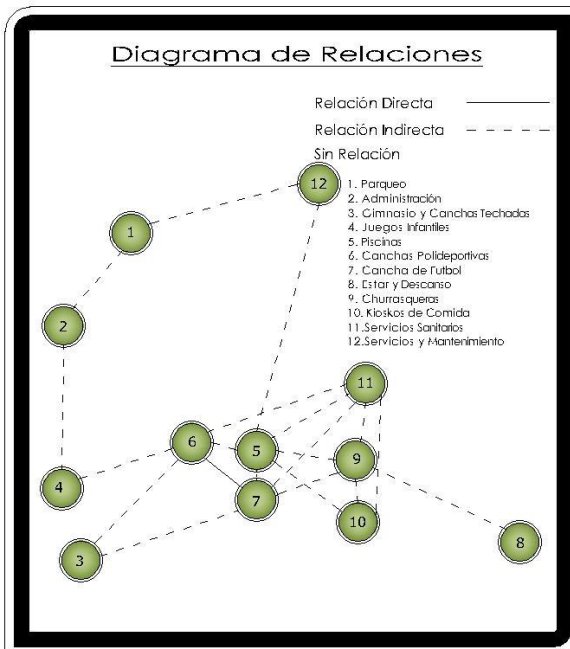 Diagrama de Relaciones
Relación Directa
Relación Indirecta
Sin Relación
12
1. Parqueo
2. Administración
3. Gimnasio y Canchas Techadas
4. Juegos Infantiles
5. Piscinas
6. Canchas Polideportivas
7. Cancha de Futbol
8. Estar y Descanso
9. Churrasqueras
10. Kioskos de Comida
11.Servicios Sanitarios
12.Servicios y Mantenimiento
1
2
11
6
5
9
4
7
10
8
3